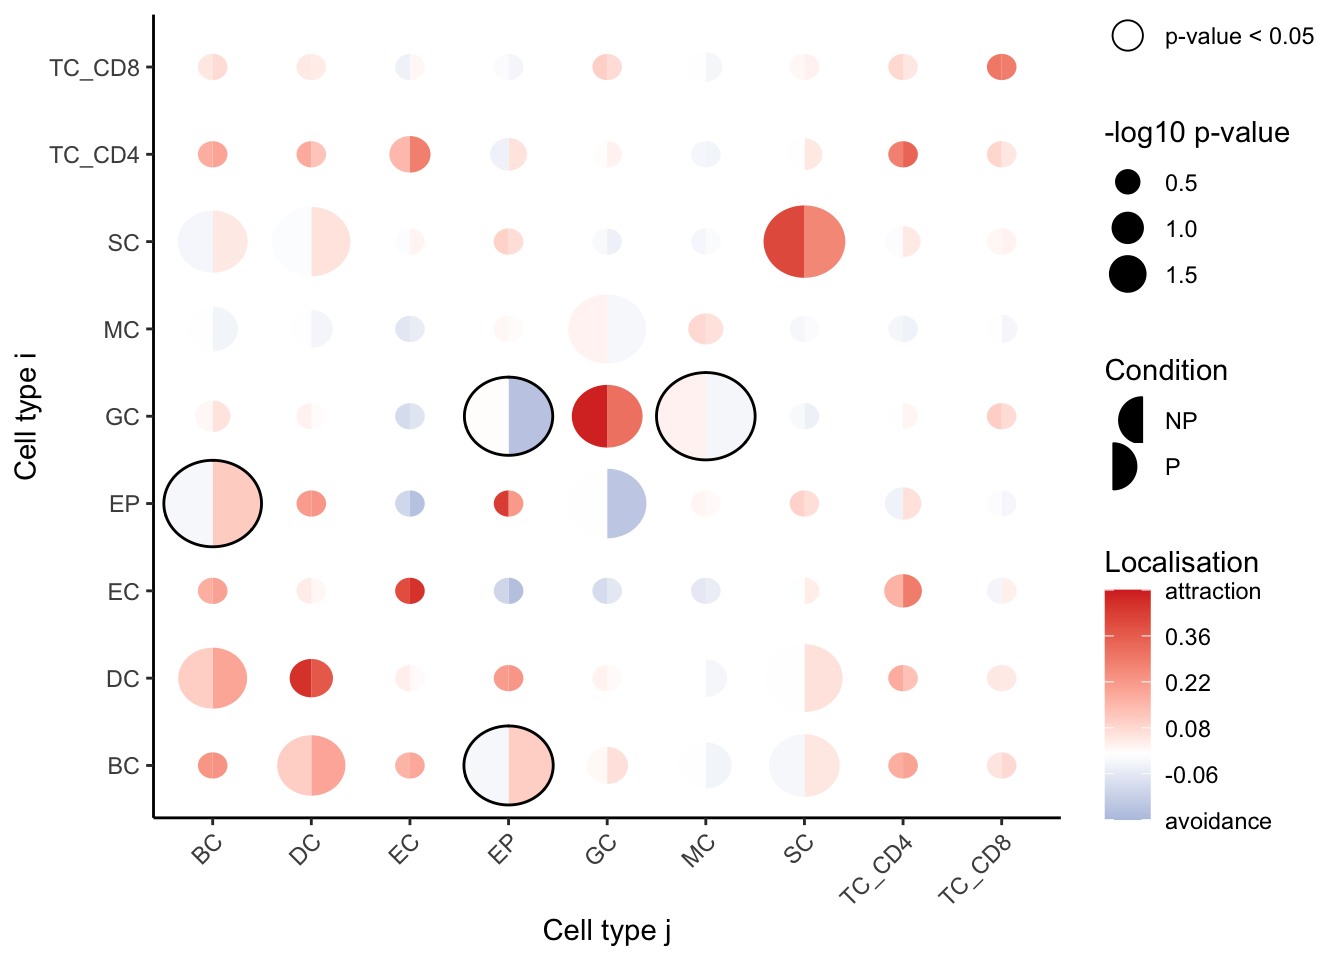 TC_CD8
TC_CD4
SC
MC
GC
EP
EC
DC
BC
Cell type i
BC
DC
EC
EP
GC
MC
SC
TC_CD4
TC_CD8
Cell type j
p-value < 0.05
-log10 p-value
0.5
1.0
1.5
Condition
NP
P
Localisation
attraction
0.36
0.22
0.08
-0.06
avoidance